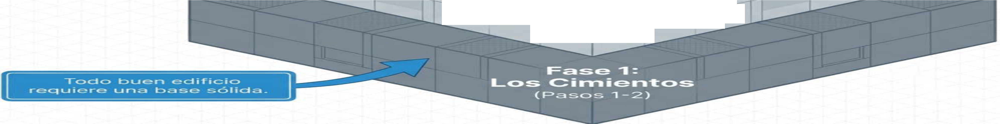 Todo buen edificio
requiere una base sólida.
Fase 1:
Los Cimientos
(Pasos 1-2)